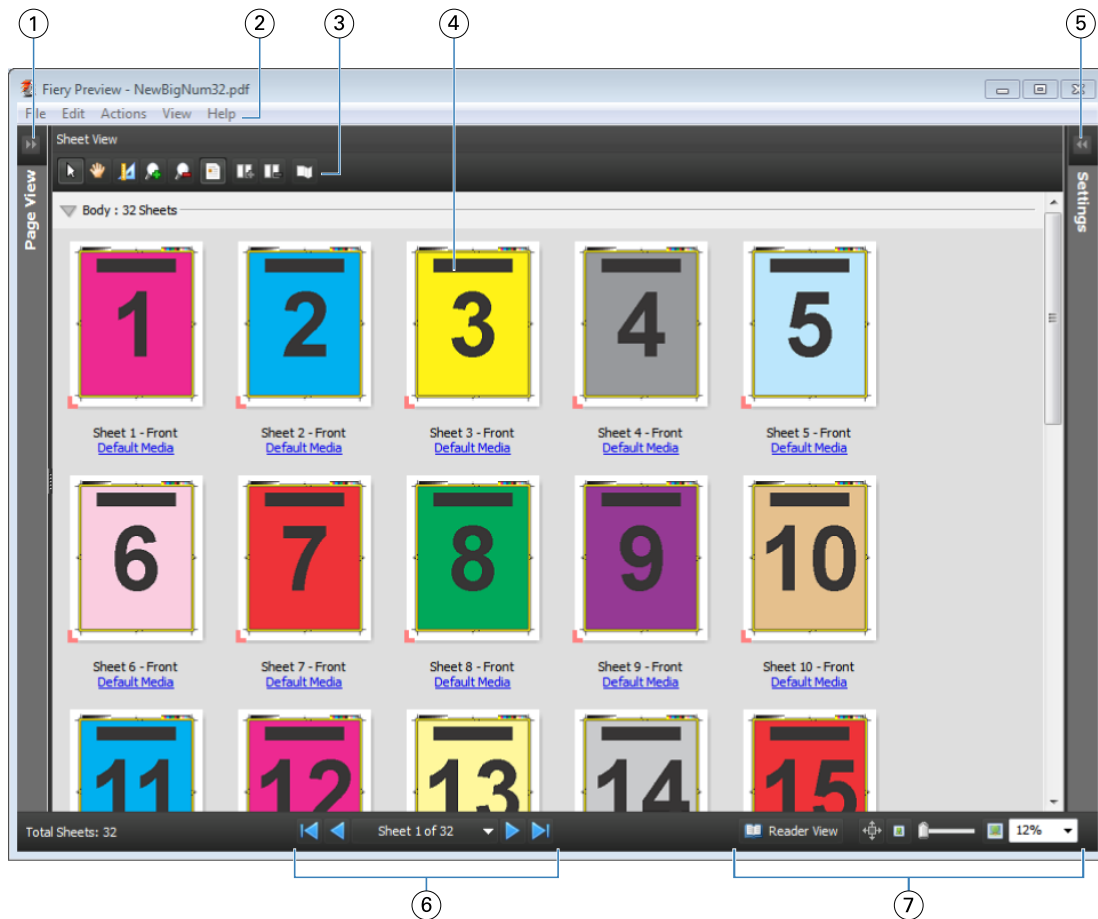 1 2 3 4 5
Fiery Preview - NewBigNum32.pdf
File Edit Actions View Help
Sheet View
Page View
Settings
Body : 32 Sheets
1 2 3 4 5
Sheet 1 - Front Sheet 2 - Front Sheet 3 - Front Sheet 4 - Front Sheet 5 - Front
Default Media Default Media Default Media Default Media Default Media
6 7 8 9 10
Sheet 6 - Front Sheet 7 - Front Sheet 8 - Front Sheet 9 - Front Sheet 10 - Front
Default Media Default Media Default Media Default Media Default Media
11 12 13 14 15
Total Sheets: 32 Sheet 1 of 32 Reader View 12%
6 7